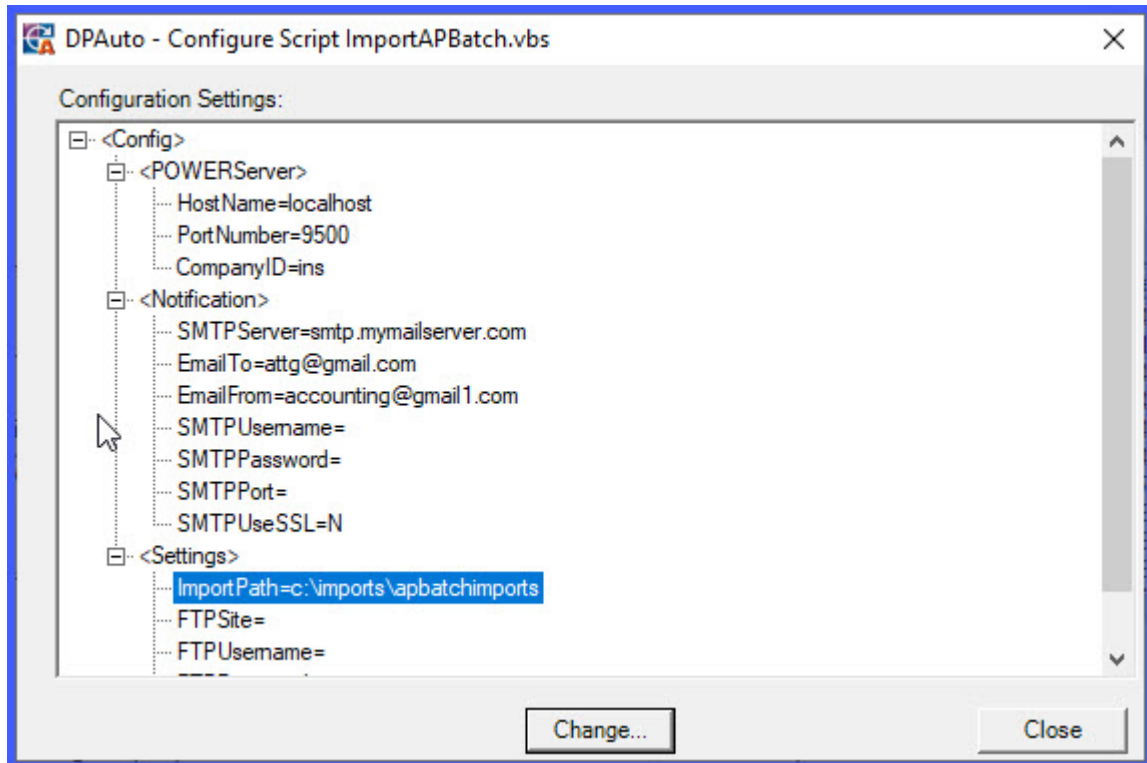 DPAuto - Configure Script ImportAPBatch.vbs
Configuration Settings:
<Config>
<POWERServer>
HostName=localhost
PortNumber=9500
CompanyID=ins
<Notification>
SMTPServer=smtp.mymailserver.com
EmailTo=attg@gmail.com
EmailFrom=accounting@gmail1.com
SMTPUsername=
SMTPPassword=
SMTPPort=
SMTPUseSSL=N
<Settings>
ImportPath=c:\imports\apbatchimports
FTPSite=
FTPUsername=
Change...
Close